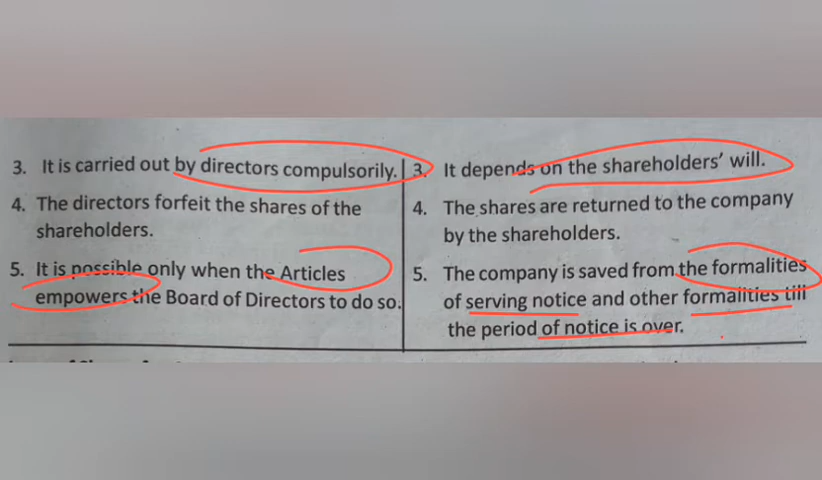 3. It is carried out by directors compulsorily.
4. The directors forfeit the shares of the
shareholders.
5. It is possible only when the Articles
empowers the Board of Directors to do so.
3. It depends on the shareholders' will.
4. The shares are returned to the company
by the shareholders.
5. The company is saved from the formalities
of serving notice and other formalities till
the period of notice is over.